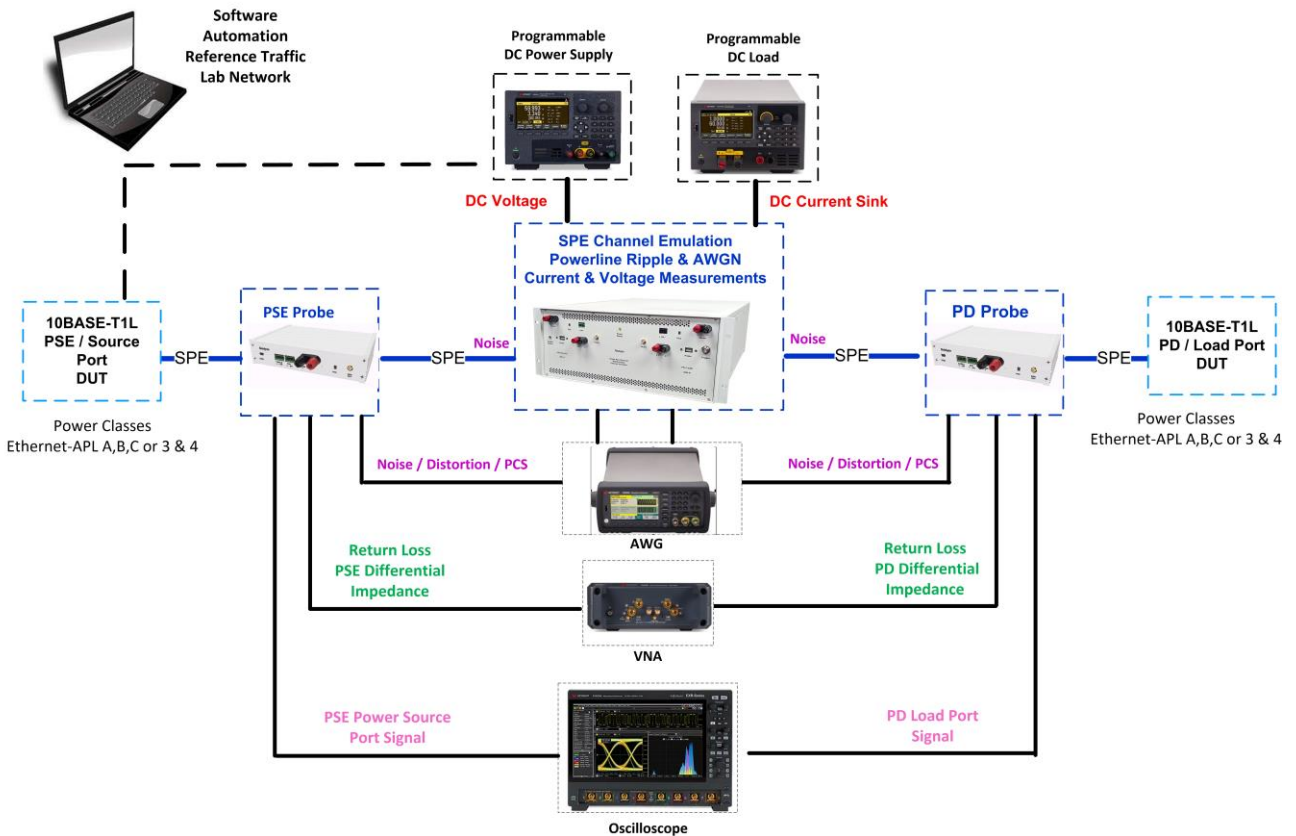 Software
Automation
Reference Traffic
Lab Network
Programmable
DC Power Supply
Programmable
DC Load
DC Voltage
DC Current Sink
SPE Channel Emulation
Powerline Ripple & AWGN
Current & Voltage Measurements
PSE Probe
PD Probe
10BASE-T1L
PSE / Source
Port
DUT
SPE
SPE
Noise
Noise
SPE
SPE
10BASE-T1L
PD / Load Port
DUT
Power Classes
Ethernet-APL A,B,C or 3 & 4
Power Classes
Ethernet-APL A,B,C or 3 & 4
Noise / Distortion / PCS
Noise / Distortion / PCS
AWG
Return Loss
PSE Differential
Impedance
Return Loss
PD Differential
Impedance
VNA
PSE Power Source
Port Signal
PD Load Port
Signal
Oscilloscope